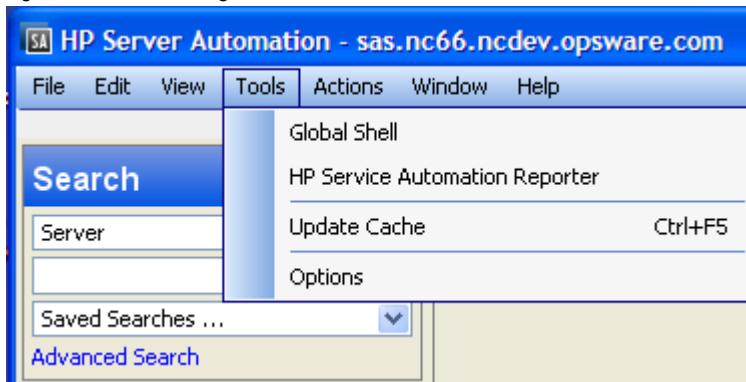 SA HP Server Automation - sas.nc66.ncdev.opsware.com
File Edit View Tools Actions Window Help
Global Shell
HP Service Automation Reporter
Update Cache Ctrl+F5
Options
Search
Server
Saved Searches ...
Advanced Search